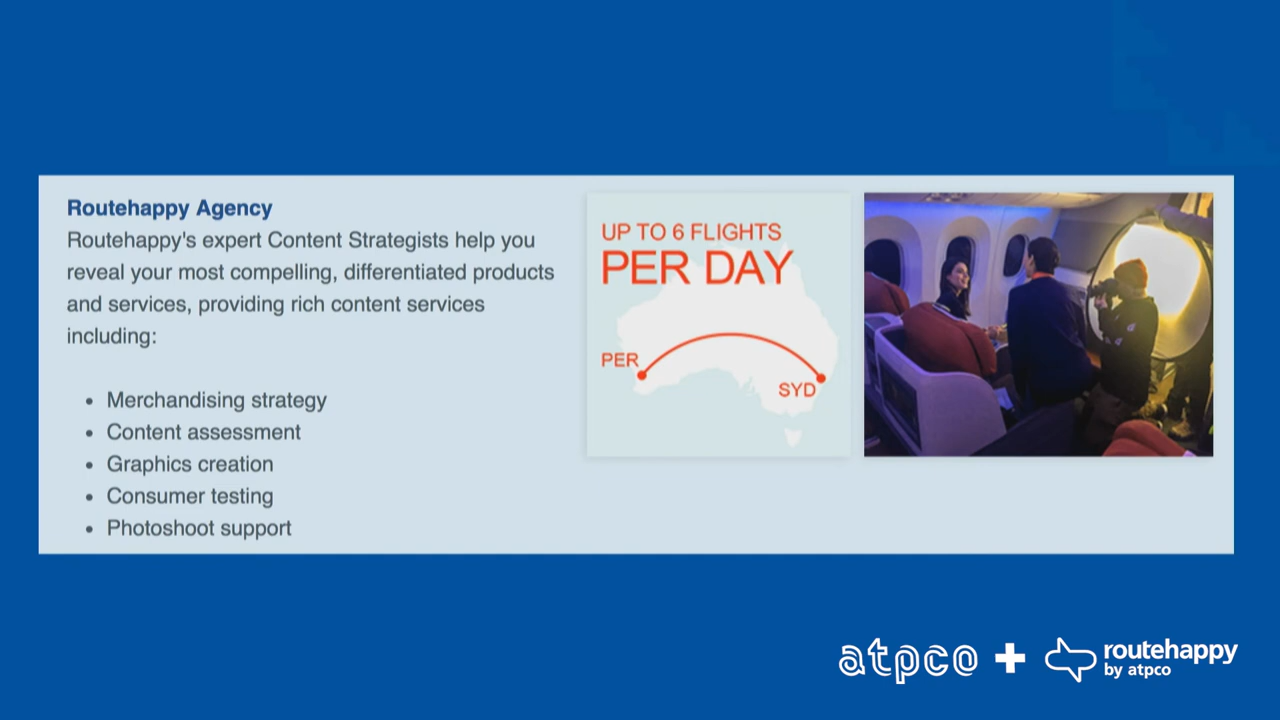 Routehappy Agency
Routehappy's expert Content Strategists help you
reveal your most compelling, differentiated products
and services, providing rich content services
including:
• Merchandising strategy
• Content assessment
• Graphics creation
• Consumer testing
• Photoshoot support
UP TO 6 FLIGHTS
PER DAY
PER
SYD
atpco + routehappy
by atpco